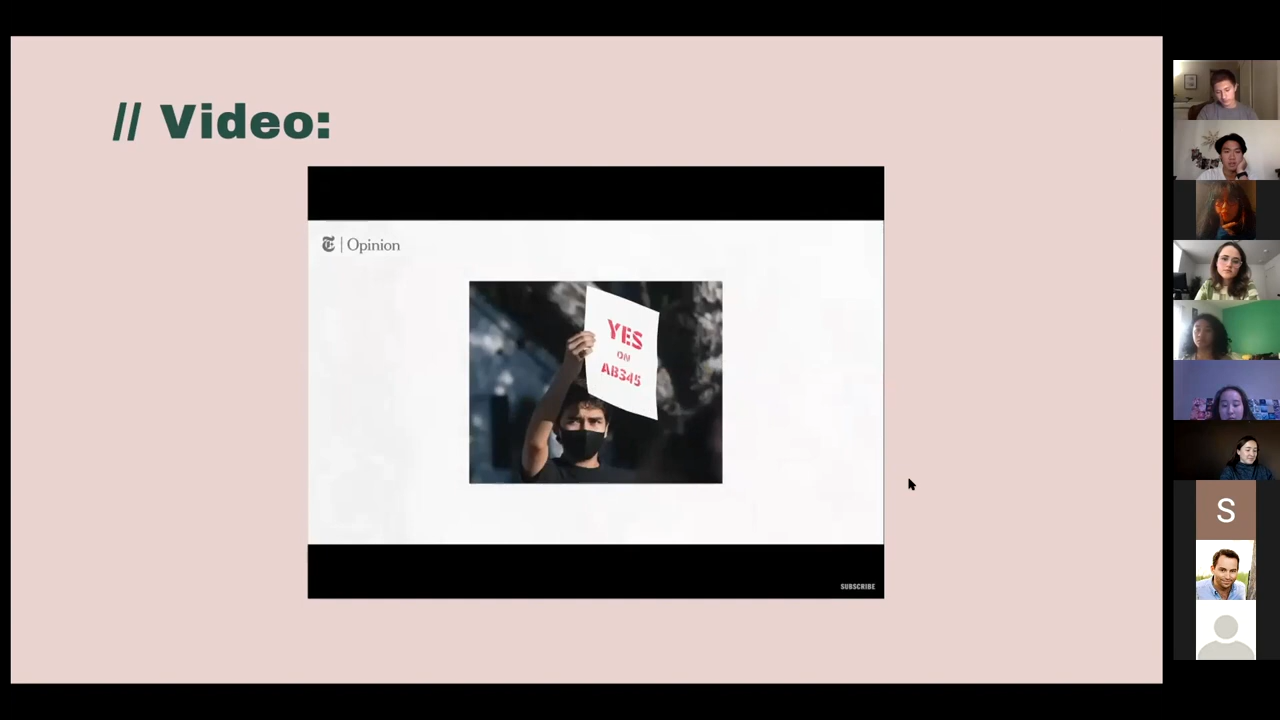 // Video:
T | Opinion
YES
ON
AB345
SUBSCRIBE
S